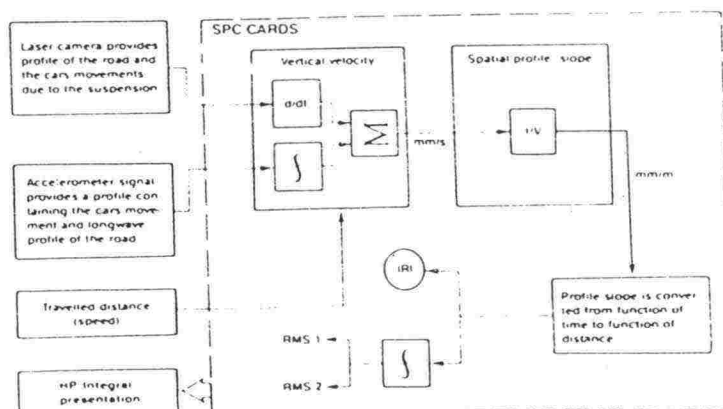 SPC CARDS
Laser camera provides
profile of the road and
the cars movements
due to the suspension
Vertical velocity
d/dt
∫
Σ
mm/s
Spatial profile slope
1/V
mm/m
Accelerometer signal
provides a profile con
taining the cars move
ment and longwave
profile of the road
Travelled distance
(speed)
IRI
Profile slope is conver
ted from function of
time to function of
distance
RMS 1
∫
RMS 2
HP Integral
presentation